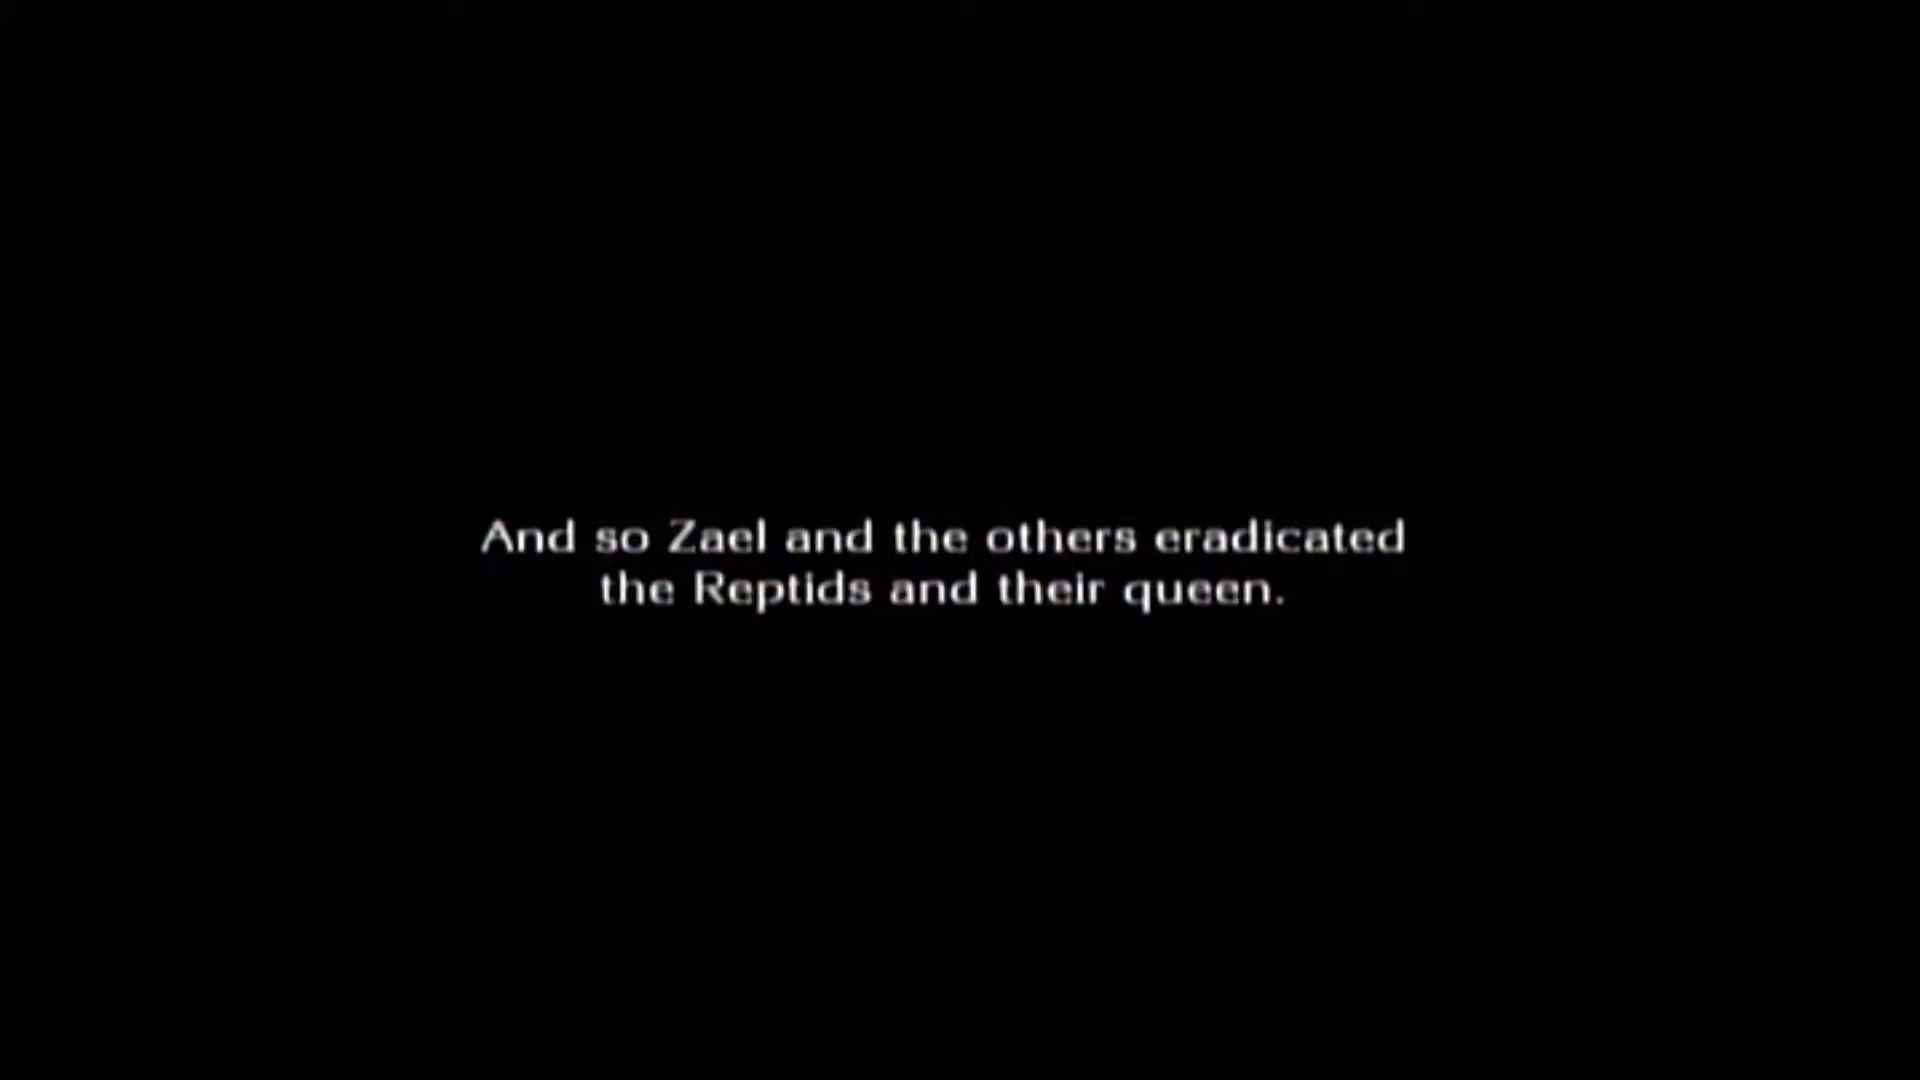 And so Zael and the others eradicated
the Reptids and their queen.